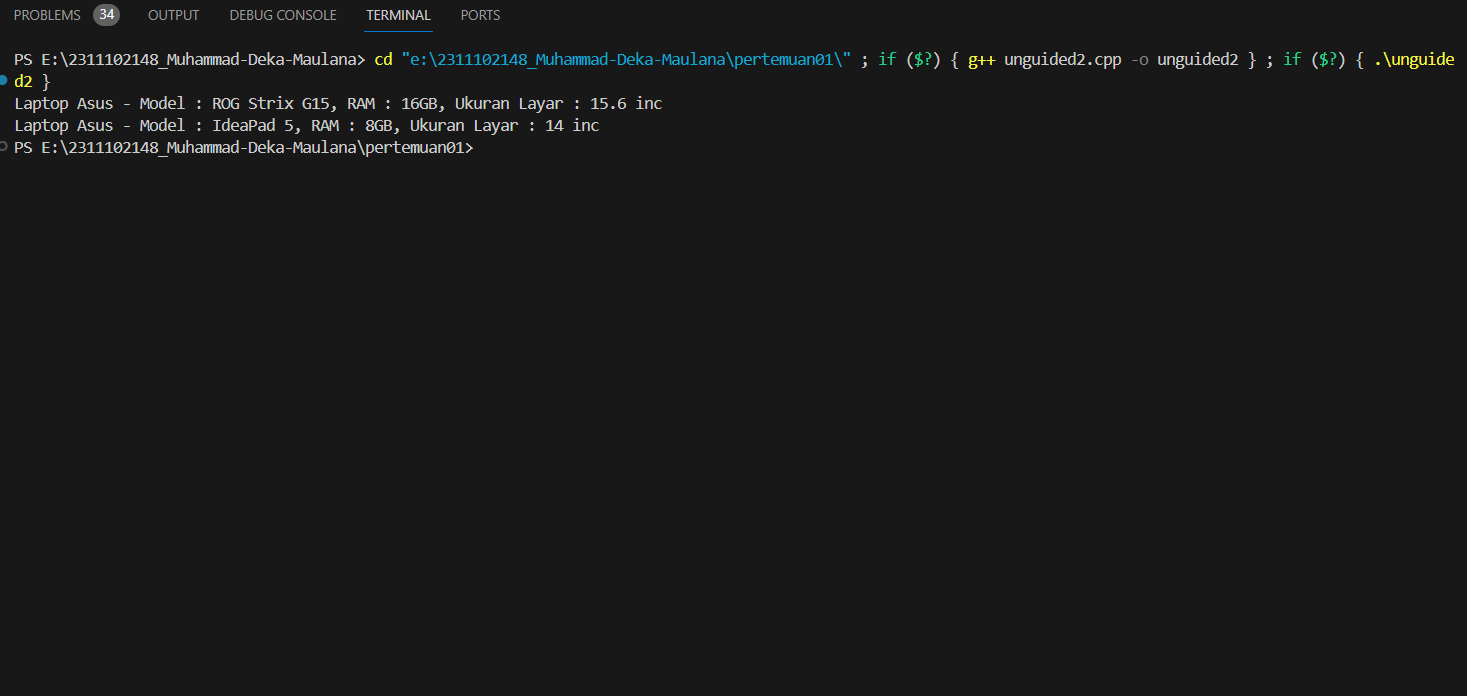 PROBLEMS 34 OUTPUT DEBUG CONSOLE TERMINAL PORTS
PS E:\2311102148_Muhammad-Deka-Maulana> cd "e:\2311102148_Muhammad-Deka-Maulana\pertemuan01\" ; if ($?) { g++ unguided2.cpp -o unguided2 } ; if ($?) { .\unguide
d2 }
Laptop Asus - Model : ROG Strix G15, RAM : 16GB, Ukuran Layar : 15.6 inc
Laptop Asus - Model : IdeaPad 5, RAM : 8GB, Ukuran Layar : 14 inc
PS E:\2311102148_Muhammad-Deka-Maulana\pertemuan01>